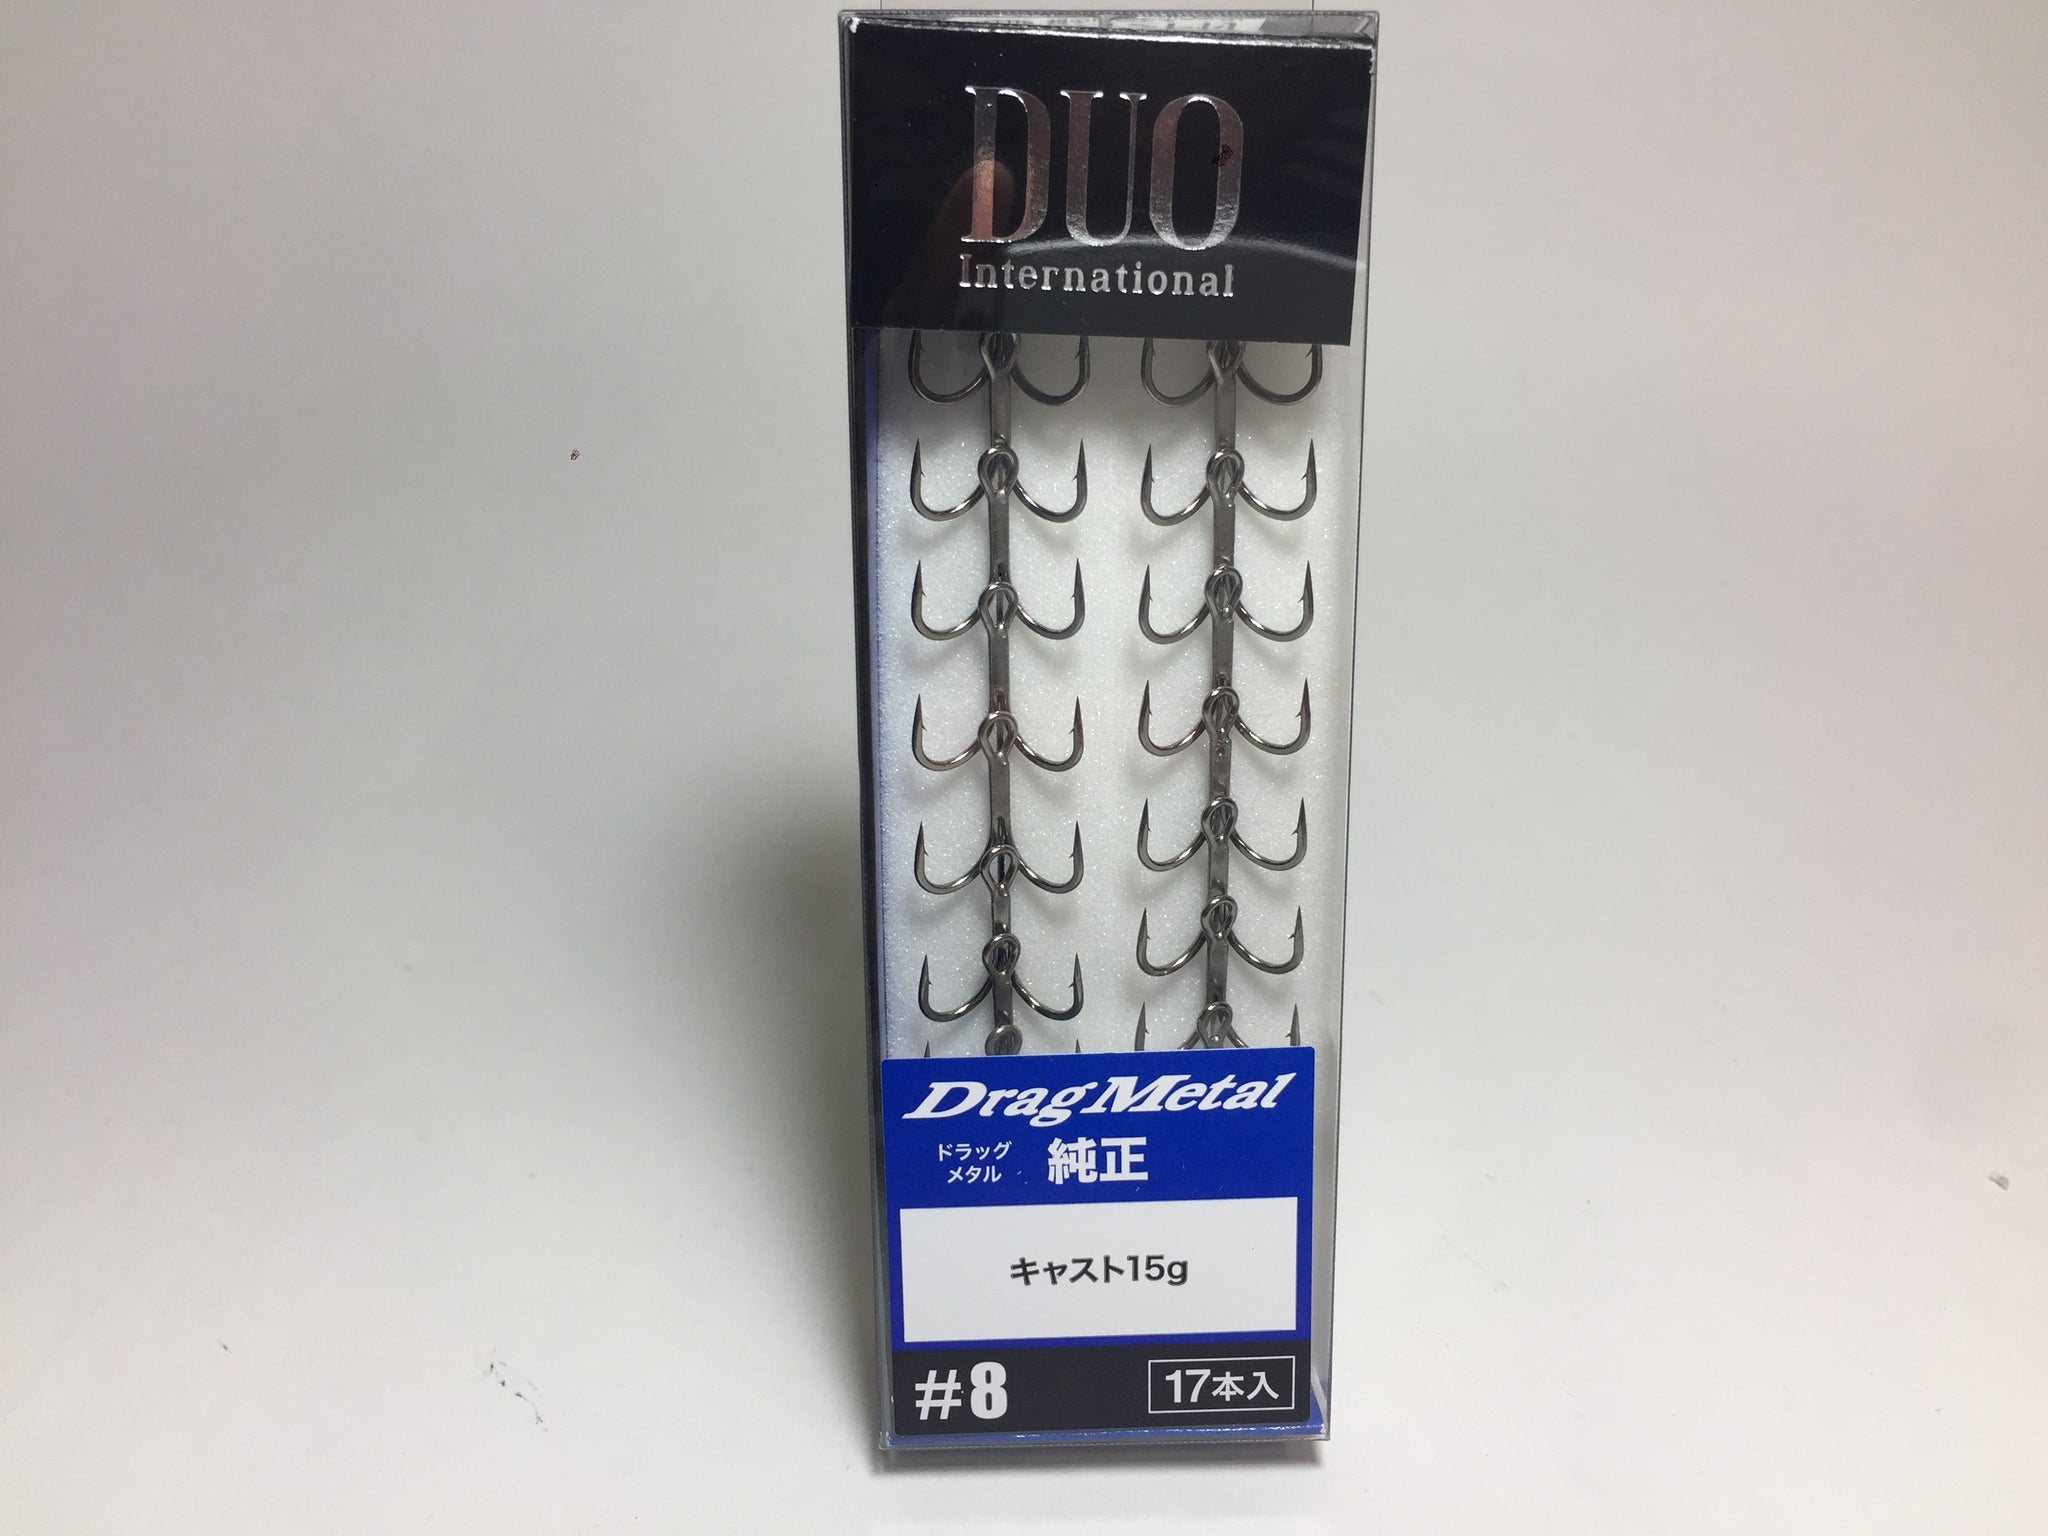 DUO
International
Drag Metal
ドラッグ
メタル
純正
キャスト15g
#8
17本入